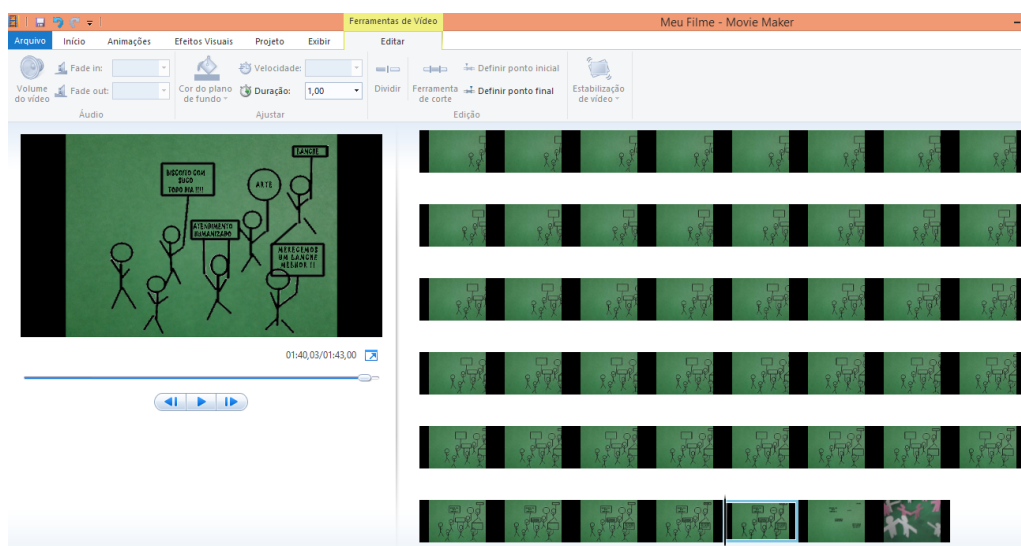 Ferramentas de Vídeo
Meu Filme - Movie Maker
Arquivo
Início
Animações
Efeitos Visuais
Projeto
Exibir
Editar
Volume
do vídeo
Fade in:
Fade out:
Áudio
Cor do plano
de fundo
Velocidade:
Duração:
1,00
Ajustar
Dividir
Ferramenta
de corte
Definir ponto inicial
Definir ponto final
Edição
Estabilização
de vídeo
LANCHE
BISCOITO COM
SUCO
TODO DIA !!!!
ARTE
ATENDIMENTO
HUMANIZADO
MERECEMOS
UM LANCHE
MELHOR !!
01:40,03/01:43,00